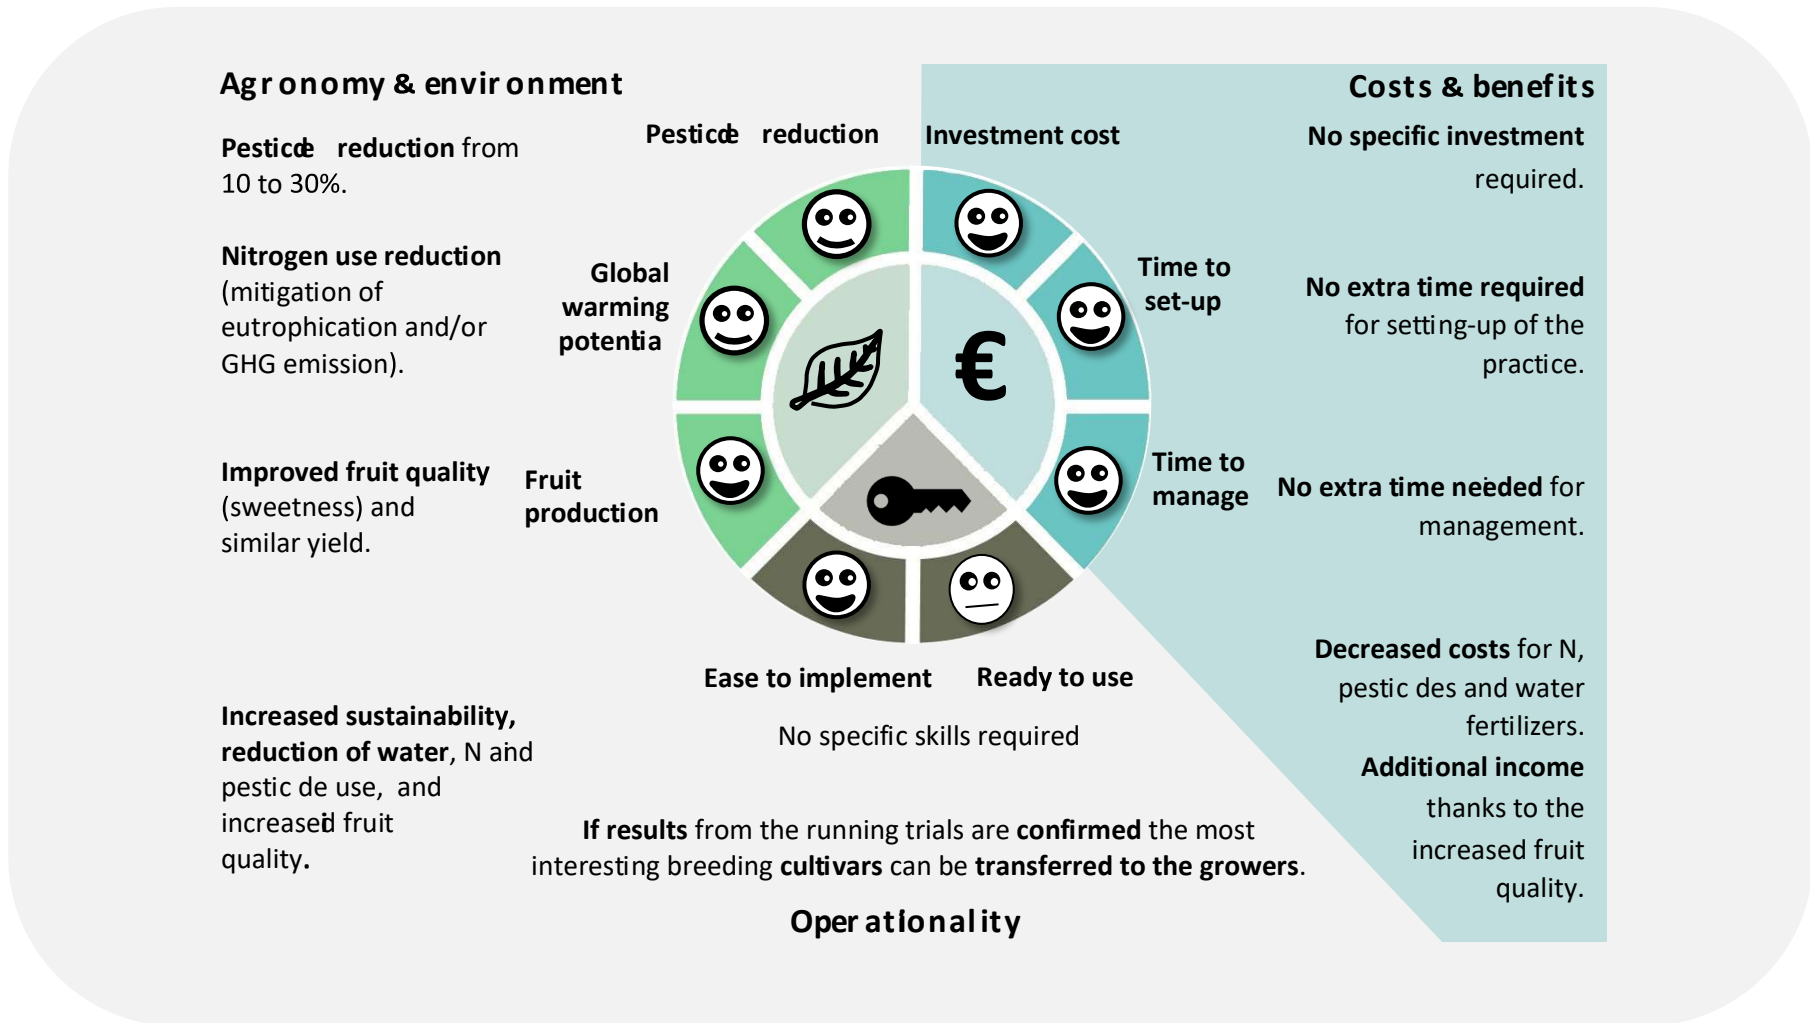 Agronomy & environment
Pesticde reduction from
10 to 30%.
Nitrogen use reduction
(mitigation of
eutrophication and/or
GHG emission).
Improved fruit quality
(sweetness) and
similar yield.
Increased sustainability,
reduction of water, N and
pestic de use, and
increased fruit
quality.
Pesticde reduction
Global
warming
potentia
Fruit
production
Investment cost
Time to
set-up
Time to
manage
€
Ease to implement
Ready to use
No specific skills required
If results from the running trials are confirmed the most
interesting breeding cultivars can be transferred to the growers.
Operationality
Costs & benefits
No specific investment
required.
No extra time required
for setting-up of the
practice.
No extra time needed for
management.
Decreased costs for N,
pestic des and water
fertilizers.
Additional income
thanks to the
increased fruit
quality.